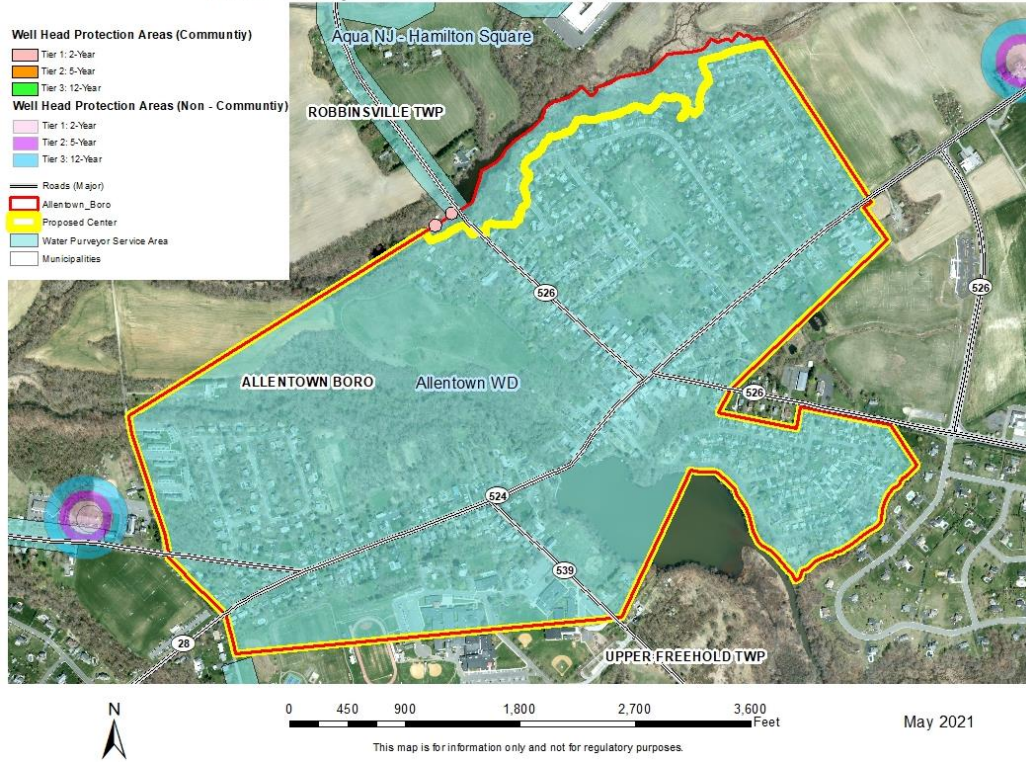 Well Head Protection Areas (Communtiy)
Tier 1: 2-Year
Tier 2: 5-Year
Tier 3: 12-Year
Well Head Protection Areas (Non - Communtiy)
Tier 1: 2-Year
Tier 2: 5-Year
Tier 3: 12-Year
Roads (Major)
Allentown_Boro
Proposed Center
Water Purveyor Service Area
Municipalities
Aqua NJ - Hamilton Square
ROBBINSVILLE TWP
526
526
ALLENTOWN BORO
Allentown WD
526
524
539
28
UPPER FREEHOLD TWP
N
0 450 900 1,800 2,700 3,600
Feet
May 2021
This map is for information only and not for regulatory purposes.